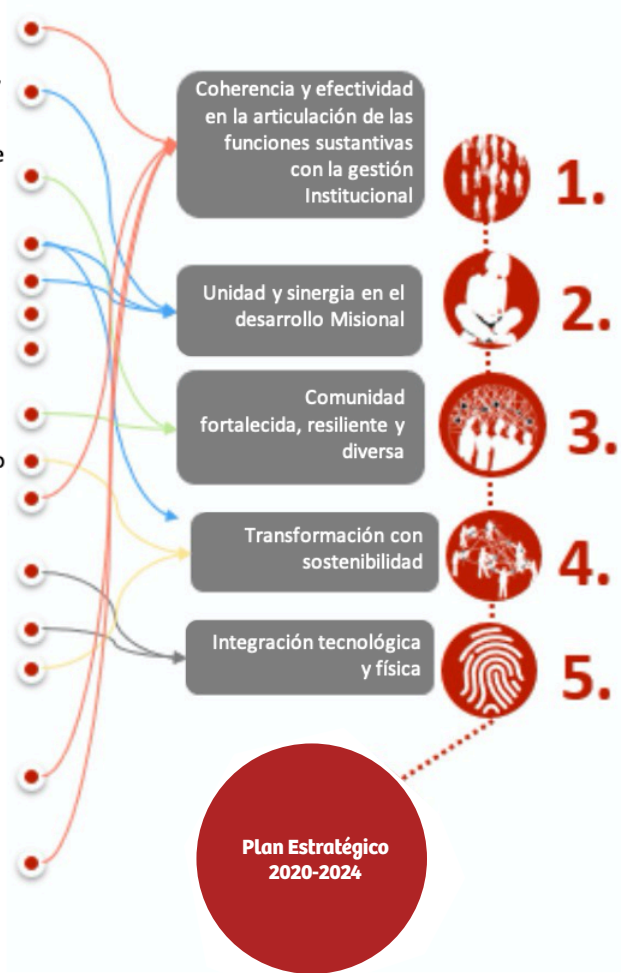 e
o
Coherencia y efectividad
en la articulación de las
funciones sustantivas
con la gestión
Institucional
1.
Unidad y sinergia en el
desarrollo Misional
2.
Comunidad
fortalecida, resiliente y
diversa
3.
Transformación con
sostenibilidad
4.
Integración tecnológica
y física
5.
Plan Estratégico
2020-2024